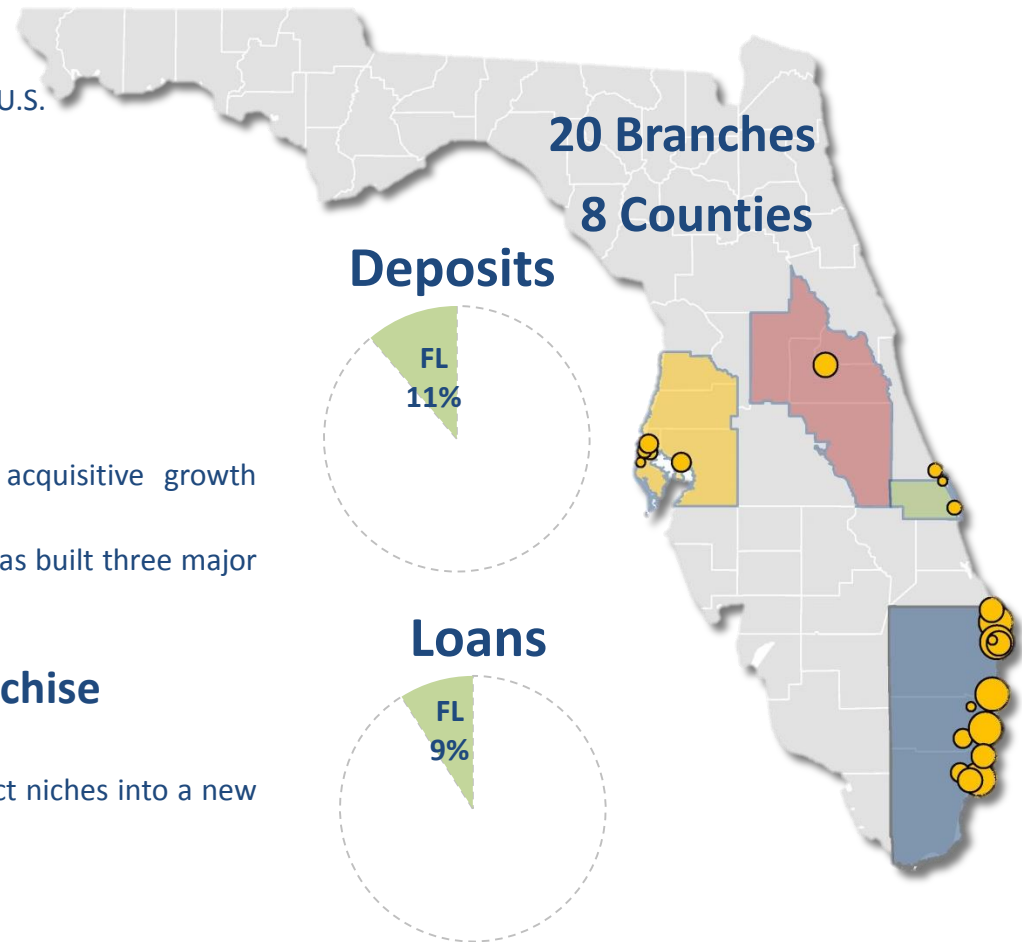 U.S.
20 Branches
8 Counties
Deposits
FL
11%
acquisitive growth
as built three major
Loans
chise
FL
9%
ct niches into a new